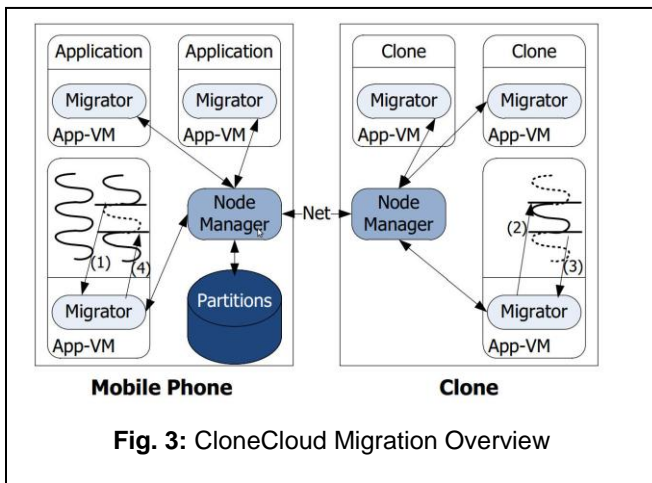 Application
Application
Clone
Clone
Migrator
Migrator
Migrator
Migrator
App-VM
App-VM
App-VM
App-VM
Node
Manager
Net
Node
Manager
(1)
(4)
(2)
(3)
Partitions
Migrator
App-VM
Migrator
App-VM
Mobile Phone
Clone
Fig. 3: CloneCloud Migration Overview